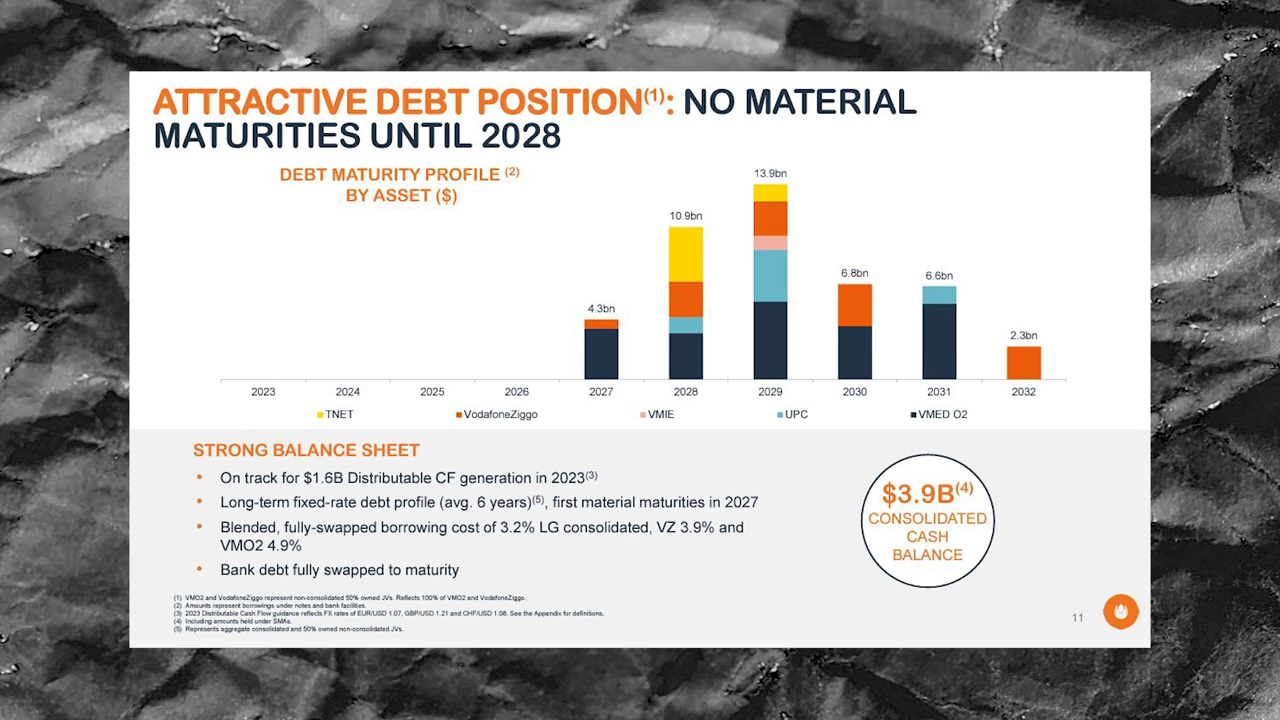 ATTRACTIVE DEBT POSITION(1): NO MATERIAL
MATURITIES UNTIL 2028
DEBT MATURITY PROFILE (2)
BY ASSET ($)
4.3bn
10.9bn
13.9bn
6.8bn
6.6bn
2.3bn
2023 2024 2025 2026 2027 2028 2029 2030 2031 2032
TNET VodafoneZiggo VMIE UPC VMED O2
STRONG BALANCE SHEET
• On track for $1.6B Distributable CF generation in 2023(3)
• Long-term fixed-rate debt profile (avg. 6 years)(5), first material maturities in 2027
• Blended, fully-swapped borrowing cost of 3.2% LG consolidated, VZ 3.9% and
VMO2 4.9%
• Bank debt fully swapped to maturity
$3.9B(4)
CONSOLIDATED
CASH
BALANCE
(1) VMO2 and VodafoneZiggo represent non-consolidated 50% owned JVs. Reflects 100% of VMO2 and VodafoneZiggo.
(2) Amounts represent borrowings under notes and bank facilities.
(3) 2023 Distributable Cash Flow guidance reflects FX rates of EUR/USD 1.07, GBP/USD 1.21 and CHF/USD 1.08. See the Appendix for definitions.
(4) Including amounts held under SMAs.
(5) Represents aggregate consolidated and 50% owned non-consolidated JVs.
11